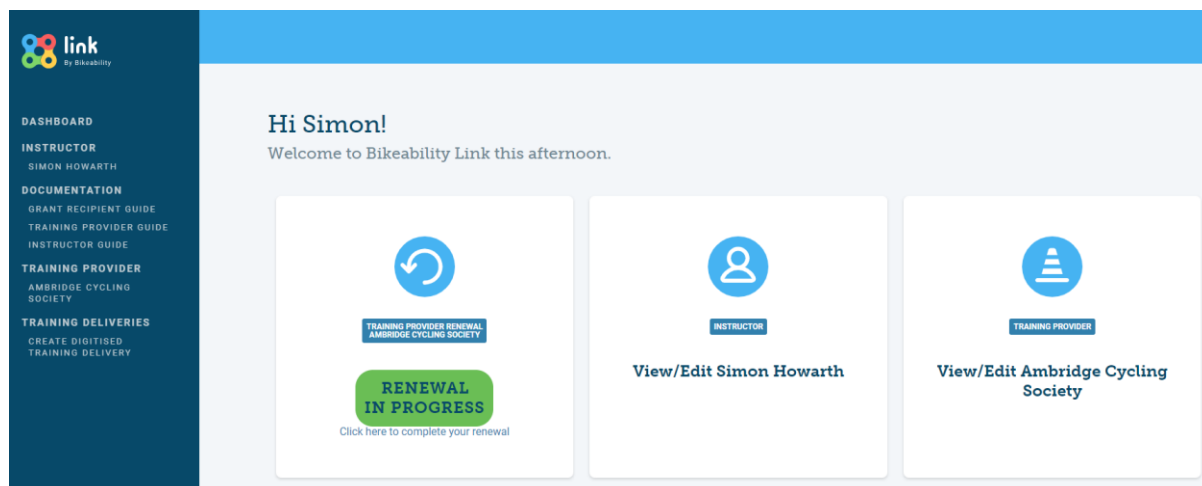 link
By Bikeability
DASHBOARD
INSTRUCTOR
SIMON HOWARTH
DOCUMENTATION
GRANT RECIPIENT GUIDE
TRAINING PROVIDER GUIDE
INSTRUCTOR GUIDE
TRAINING PROVIDER
AMBRIDGE CYCLING
SOCIETY
TRAINING DELIVERIES
CREATE DIGITISED
TRAINING DELIVERY
Hi Simon!
Welcome to Bikeability Link this afternoon.
TRAINING PROVIDER RENEWAL
AMBRIDGE CYCLING SOCIETY
RENEWAL
IN PROGRESS
Click here to complete your renewal
INSTRUCTOR
View/Edit Simon Howarth
TRAINING PROVIDER
View/Edit Ambridge Cycling
Society